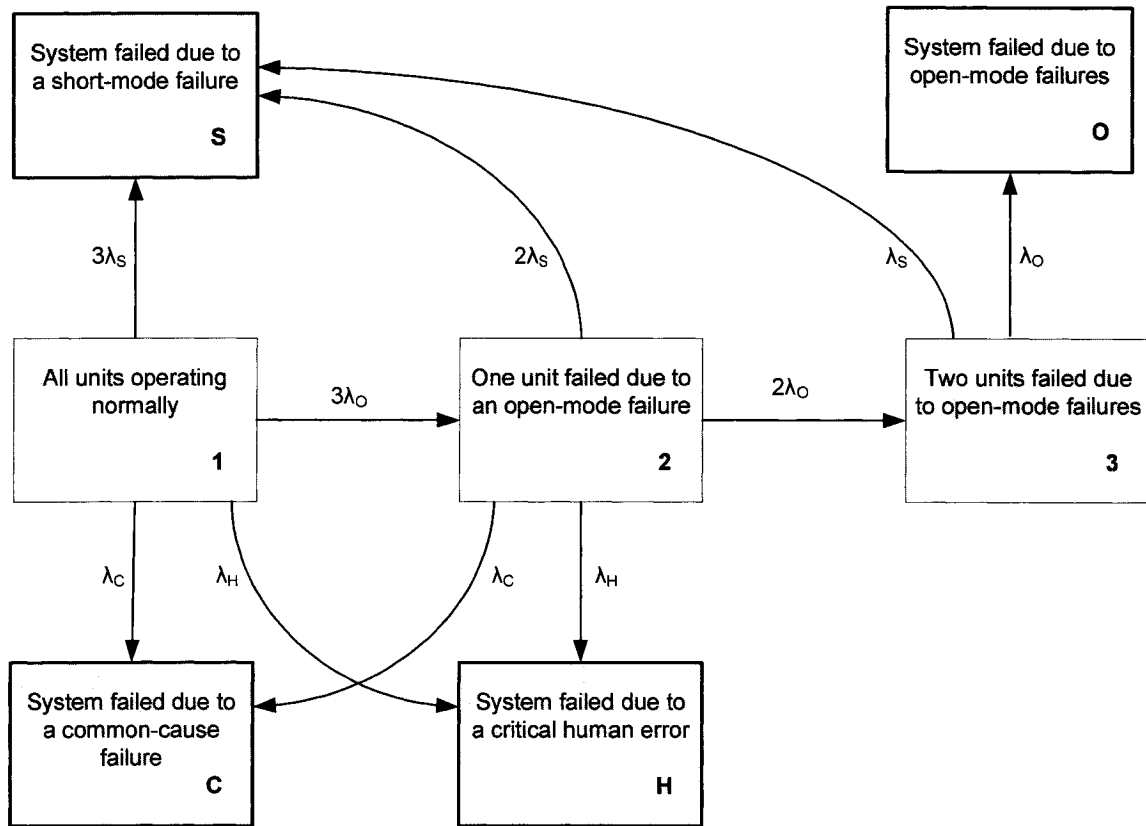 System failed due to
a short-mode failure
S
System failed due to
open-mode failures
O
3λS
2λS
λS
λO
All units operating
normally
1
3λO
One unit failed due to
an open-mode failure
2
2λO
Two units failed due
to open-mode failures
3
λC
λH
λC
λH
System failed due to
a common-cause
failure
C
System failed due to
a critical human error
H